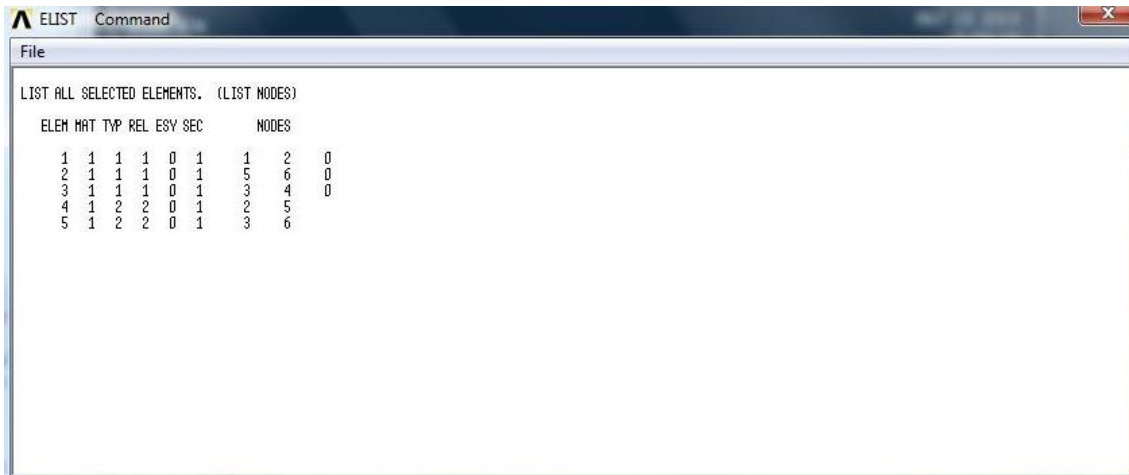 ELIST Command
File
LIST ALL SELECTED ELEMENTS. (LIST NODES)
ELEM MAT TYP REL ESY SEC NODES
1 1 1 1 0 1 1 2 0
2 1 1 1 0 1 5 6 0
3 1 1 1 0 1 3 4 0
4 1 2 2 0 1 2 5
5 1 2 2 0 1 3 6